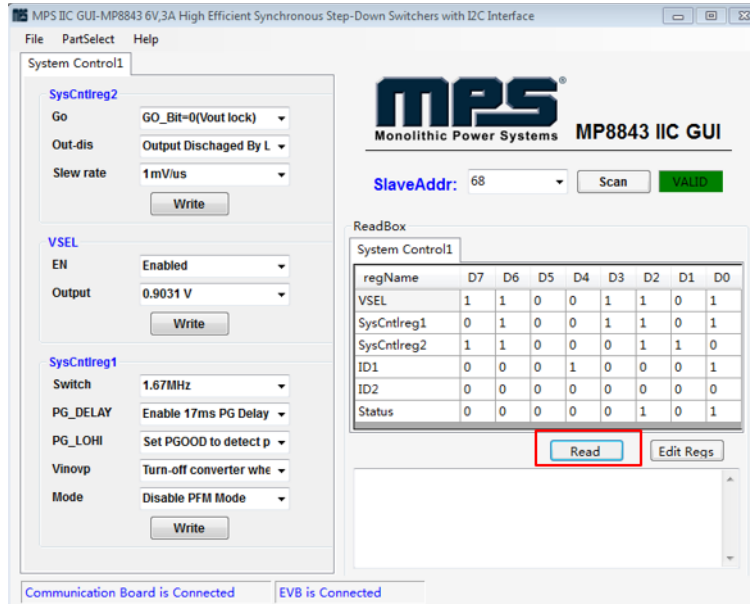 MPS IIC GUI-MP8843 6V,3A High Efficient Synchronous Step-Down Switchers with I2C Interface
File PartSelect Help
System Control1
SysCntlreg2
Go GO_Bit=0(Vout lock)
Out-dis Output Dischaged By L
Slew rate 1mV/us
Write
VSEL
EN Enabled
Output 0.9031 V
Write
SysCntlreg1
Switch 1.67MHz
PG_DELAY Enable 17ms PG Delay
PG_LOHI Set PGOOD to detect p
Vinovp Turn-off converter whe
Mode Disable PFM Mode
Write
mps®
Monolithic Power Systems MP8843 IIC GUI
SlaveAddr: 68 Scan VALID
ReadBox
System Control1
regName D7 D6 D5 D4 D3 D2 D1 D0
VSEL 1 1 0 0 1 1 0 1
SysCntlreg1 0 1 0 0 1 1 0 1
SysCntlreg2 1 1 0 0 0 1 1 0
ID1 0 0 0 1 0 0 0 1
ID2 0 0 0 0 0 0 0 0
Status 0 0 0 0 0 1 0 1
Read Edit Regs
Communication Board is Connected EVB is Connected